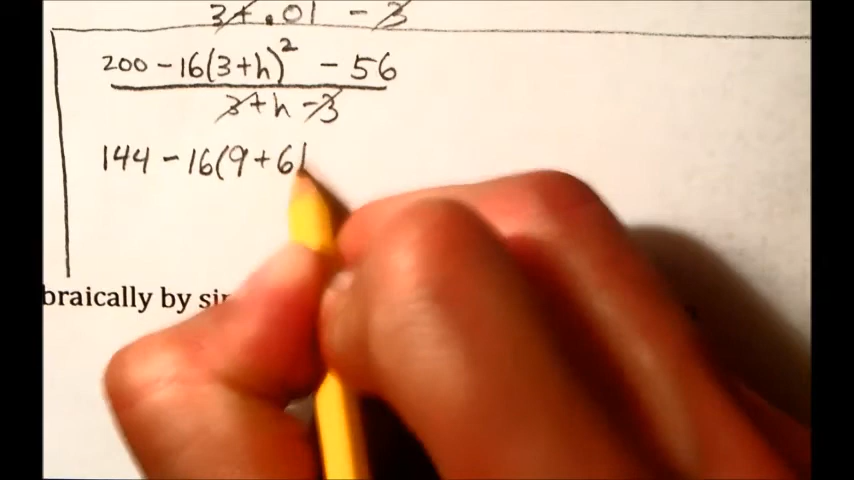 3+.01 - 3
200 - 16(3+h)² - 56
3+h - 3
144 - 16(9+6
braically by si